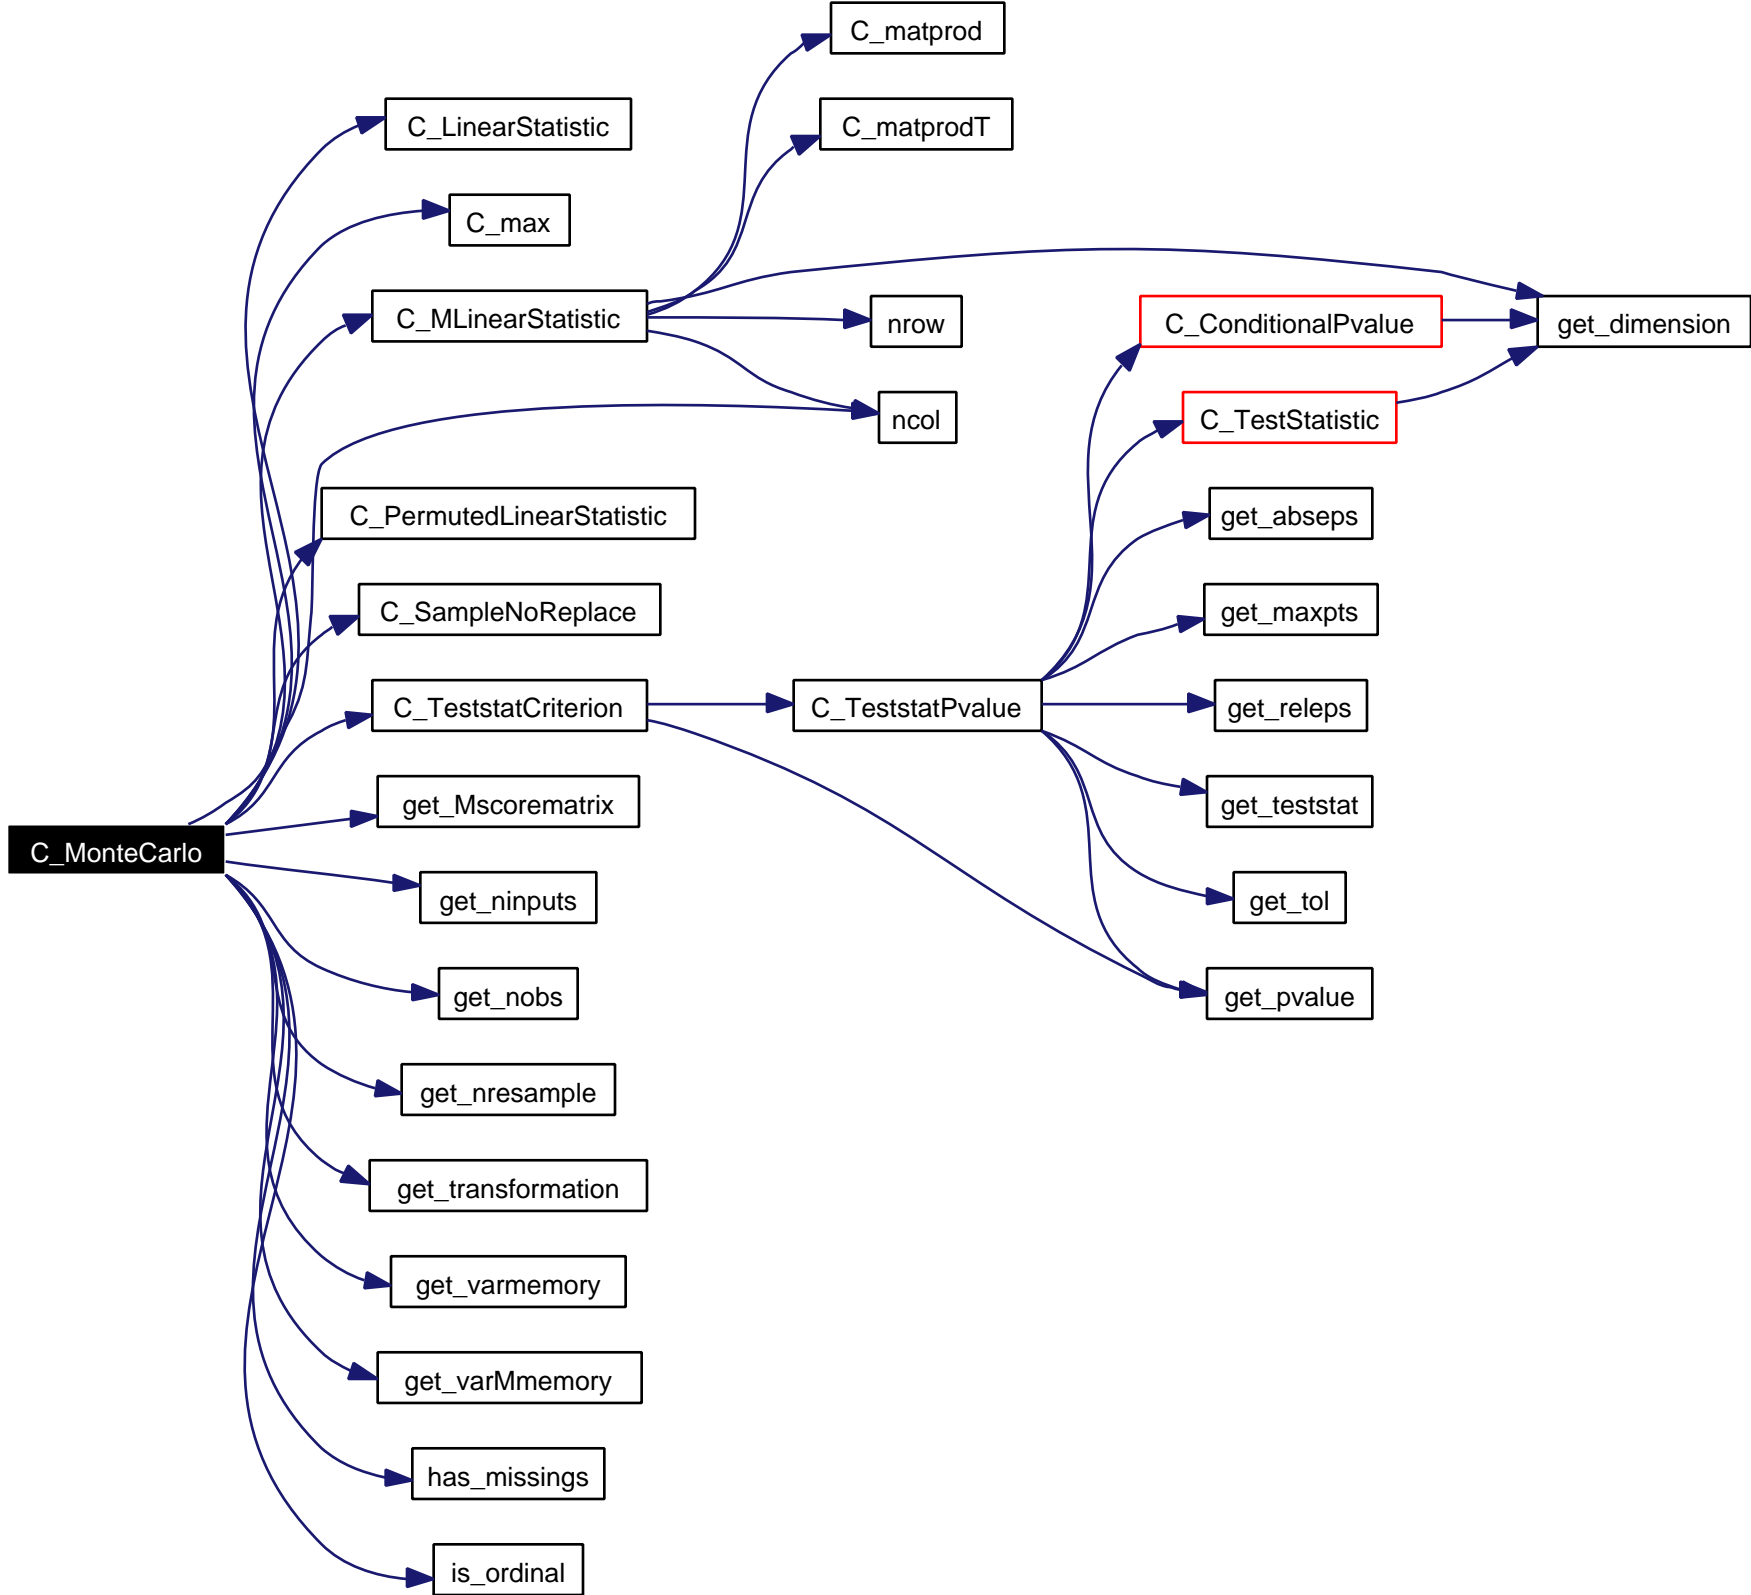 C_matprod
C_LinearStatistic
C_matprodT
C_max
C_MLinearStatistic
nrow
C_ConditionalPvalue
get_dimension
ncol
C_TestStatistic
C_PermutedLinearStatistic
get_abseps
C_SampleNoReplace
get_maxpts
C_TeststatCriterion
C_TeststatPvalue
get_releps
get_Mscorematrix
get_teststat
C_MonteCarlo
get_ninputs
get_tol
get_nobs
get_pvalue
get_nresample
get_transformation
get_varmemory
get_varMmemory
has_missings
is_ordinal